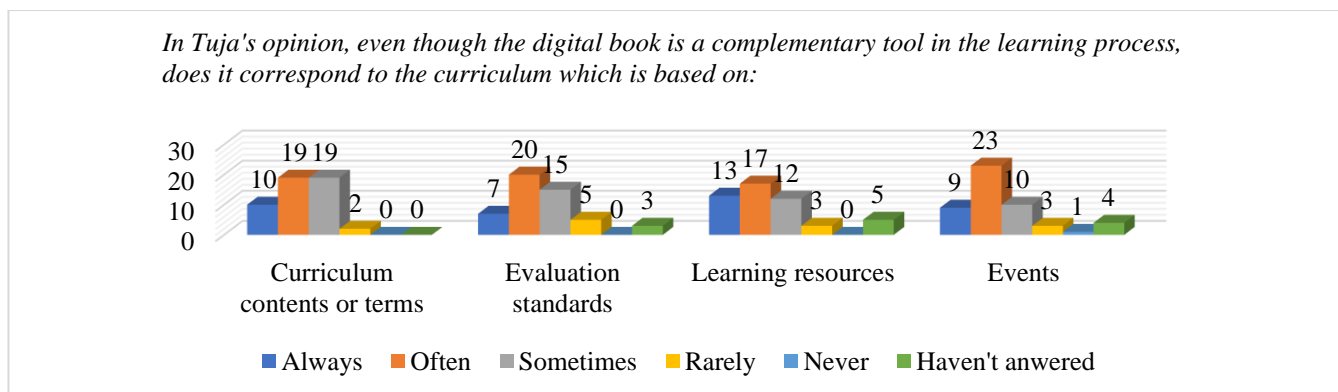 In Tuja's opinion, even though the digital book is a complementary tool in the learning process,
does it correspond to the curriculum which is based on:
30
20
10
0
10 19 19 2 0 0
7 20 15 5 0 3
13 17 12 3 0 5
9 23 10 3 1 4
Curriculum
contents or terms
Evaluation
standards
Learning resources
Events
Always Often Sometimes Rarely Never Haven't anwered